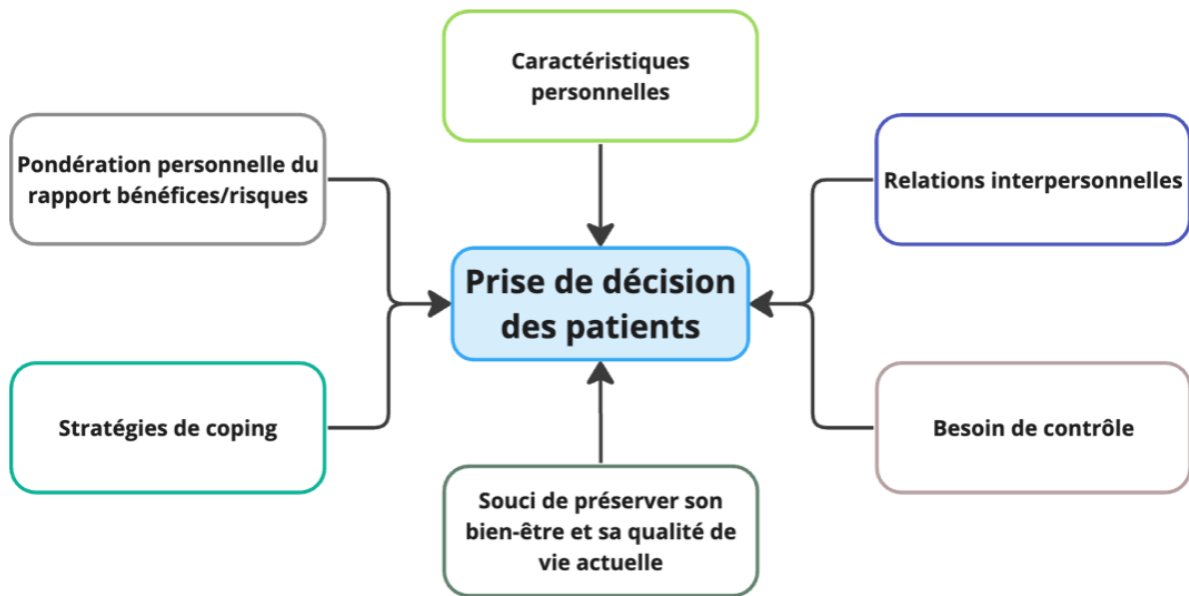 Caractéristiques
personnelles
Pondération personnelle du
rapport bénéfices/risques
Relations interpersonnelles
Prise de décision
des patients
Stratégies de coping
Besoin de contrôle
Souci de préserver son
bien-être et sa qualité de
vie actuelle